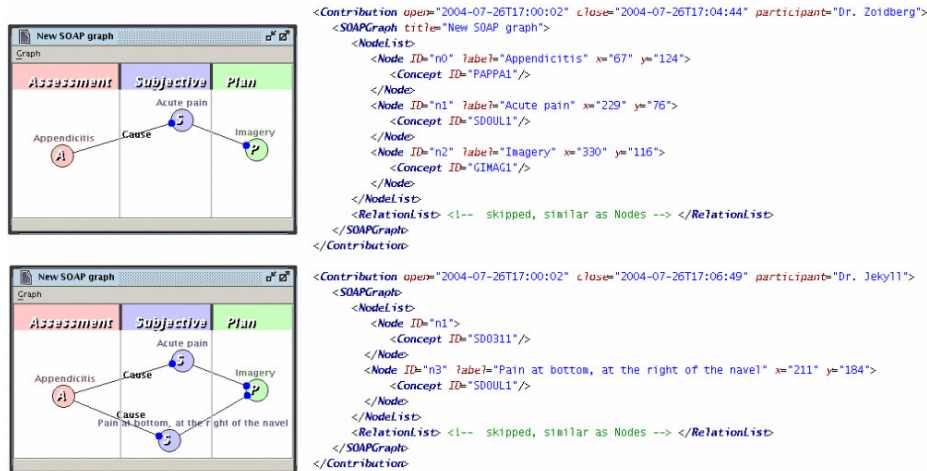 New SOAP graph
Graph
Assessment Subjective Plan
Acute pain
S
Cause
Imagery
Appendicitis
P
A
<Contribution open="2004-07-26T17:00:02" close="2004-07-26T17:04:44" participant="Dr. Zoidberg">
<SOAPGraph title="New SOAP graph">
<NodeList>
<Node ID="n0" label="Appendicitis" x="67" y="124">
<Concept ID="PAPPA1"/>
</Node>
<Node ID="n1" label="Acute pain" x="229" y="76">
<Concept ID="SDOUL1"/>
</Node>
<Node ID="n2" label="Imagery" x="330" y="116">
<Concept ID="GIMAG1"/>
</Node>
</NodeList>
<RelationList> <!-- skipped, similar as Nodes --> </RelationList>
</SOAPGraph>
</Contribution>
New SOAP graph
Graph
Assessment Subjective Plan
Acute pain
S
Cause
Imagery
Appendicitis
P
A
Cause
Pain at bottom, at the right of the navel
S
<Contribution open="2004-07-26T17:00:02" close="2004-07-26T17:06:49" participant="Dr. Jekyll">
<SOAPGraph>
<NodeList>
<Node ID="n1">
<Concept ID="SD0311"/>
</Node>
<Node ID="n3" label="Pain at bottom, at the right of the navel" x="211" y="184">
<Concept ID="SDOUL1"/>
</Node>
</NodeList>
<RelationList> <!-- skipped, similar as Nodes --> </RelationList>
</SOAPGraph>
</Contribution>